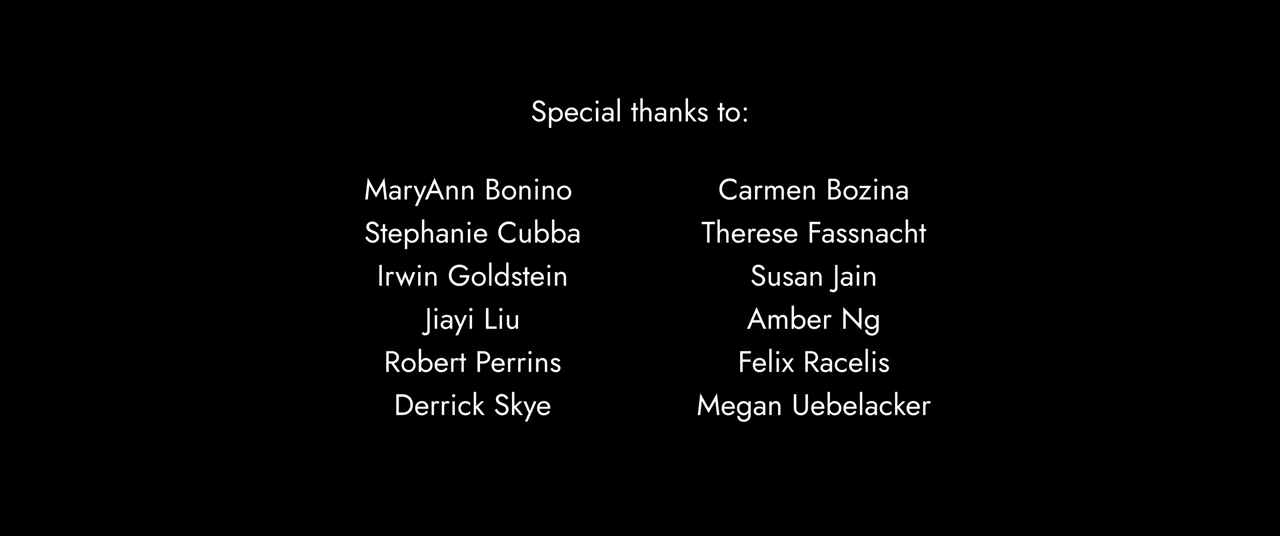 Special thanks to:
MaryAnn Bonino
Carmen Bozina
Stephanie Cubba
Therese Fassnacht
Irwin Goldstein
Susan Jain
Jiayi Liu
Amber Ng
Robert Perrins
Felix Racelis
Derrick Skye
Megan Uebelacker